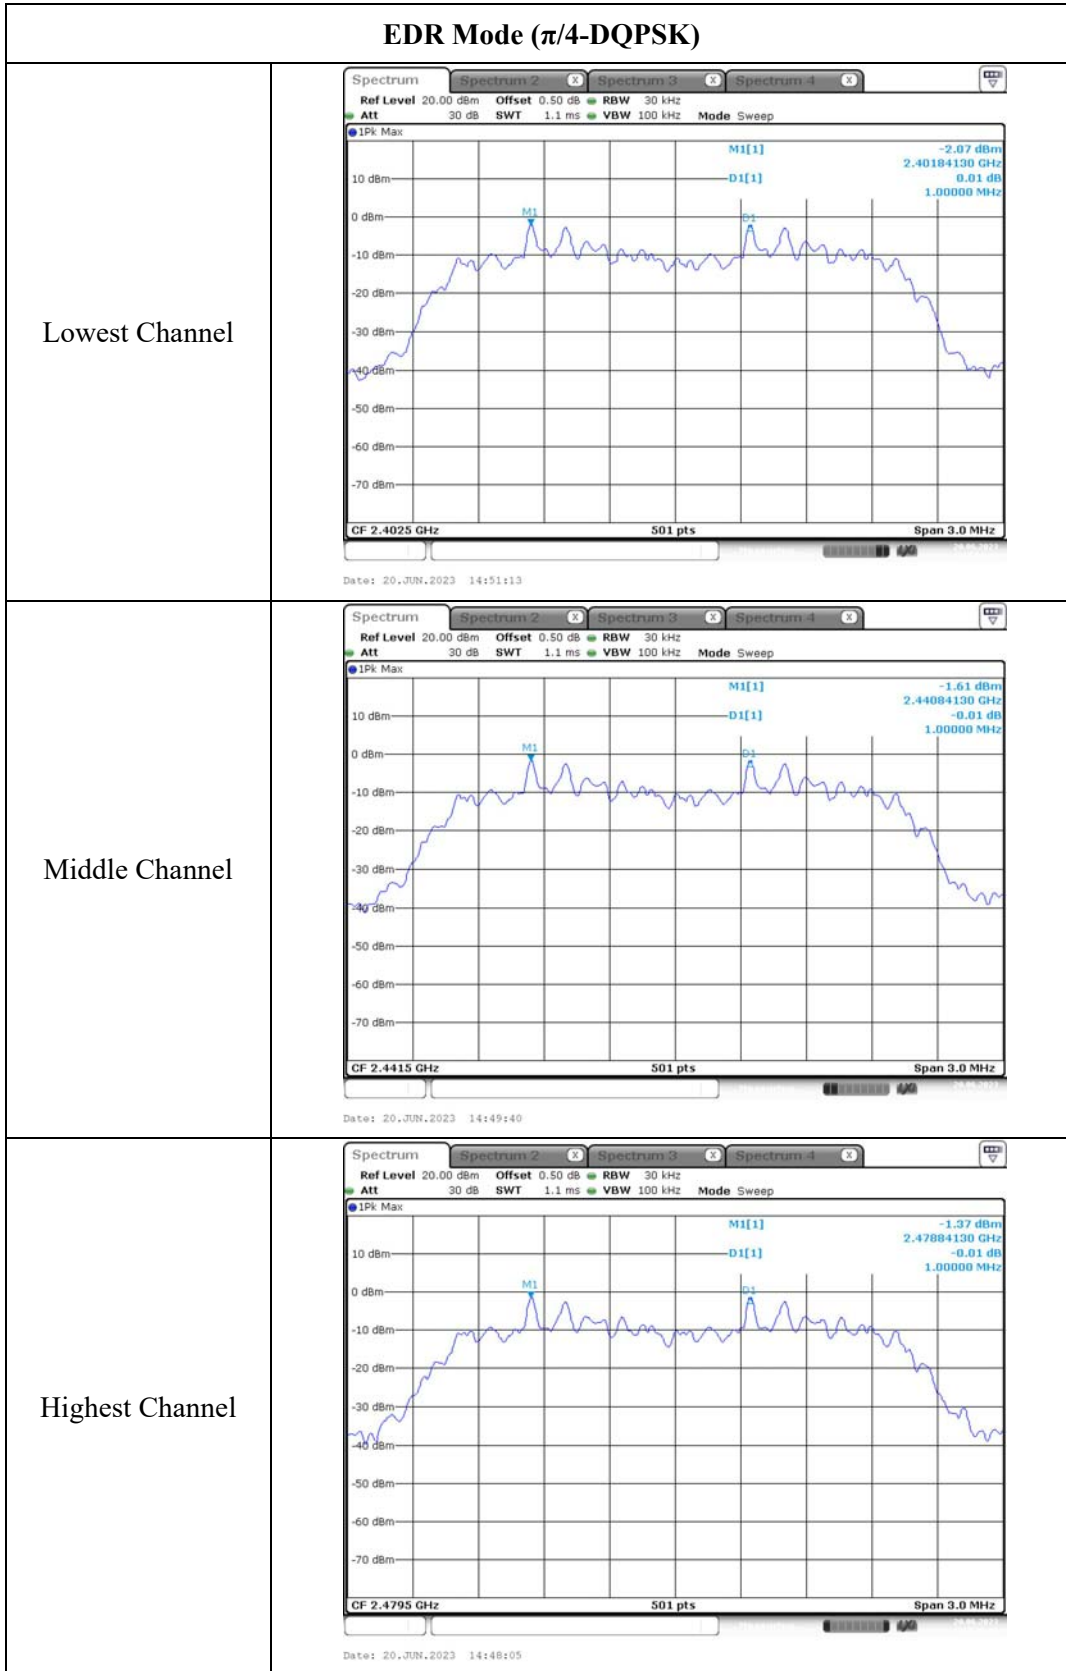 EDR Mode (π/4-DQPSK)
Lowest Channel
Spectrum Spectrum 2 X Spectrum 3 X Spectrum 4 X
Ref Level 20.00 dBm Offset 0.50 dB RBW 30 kHz
Att 30 dB SWT 1.1 ms VBW 100 kHz Mode Sweep
1Pk Max
M1[1] -2.07 dBm
2.40184130 GHz
10 dBm D1[1] 0.01 dB
1.00000 MHz
0 dBm M1 D1
-10 dBm
-20 dBm
-30 dBm
-40 dBm
-50 dBm
-60 dBm
-70 dBm
CF 2.4025 GHz 501 pts Span 3.0 MHz
Date: 20.JUN.2023 14:51:13
Middle Channel
Spectrum Spectrum 2 X Spectrum 3 X Spectrum 4 X
Ref Level 20.00 dBm Offset 0.50 dB RBW 30 kHz
Att 30 dB SWT 1.1 ms VBW 100 kHz Mode Sweep
1Pk Max
M1[1] -1.61 dBm
2.44084130 GHz
10 dBm D1[1] -0.01 dB
1.00000 MHz
0 dBm M1 D1
-10 dBm
-20 dBm
-30 dBm
-40 dBm
-50 dBm
-60 dBm
-70 dBm
CF 2.4415 GHz 501 pts Span 3.0 MHz
Date: 20.JUN.2023 14:49:40
Highest Channel
Spectrum Spectrum 2 X Spectrum 3 X Spectrum 4 X
Ref Level 20.00 dBm Offset 0.50 dB RBW 30 kHz
Att 30 dB SWT 1.1 ms VBW 100 kHz Mode Sweep
1Pk Max
M1[1] -1.37 dBm
2.47884130 GHz
10 dBm D1[1] -0.01 dB
1.00000 MHz
0 dBm M1 D1
-10 dBm
-20 dBm
-30 dBm
-40 dBm
-50 dBm
-60 dBm
-70 dBm
CF 2.4795 GHz 501 pts Span 3.0 MHz
Date: 20.JUN.2023 14:48:05